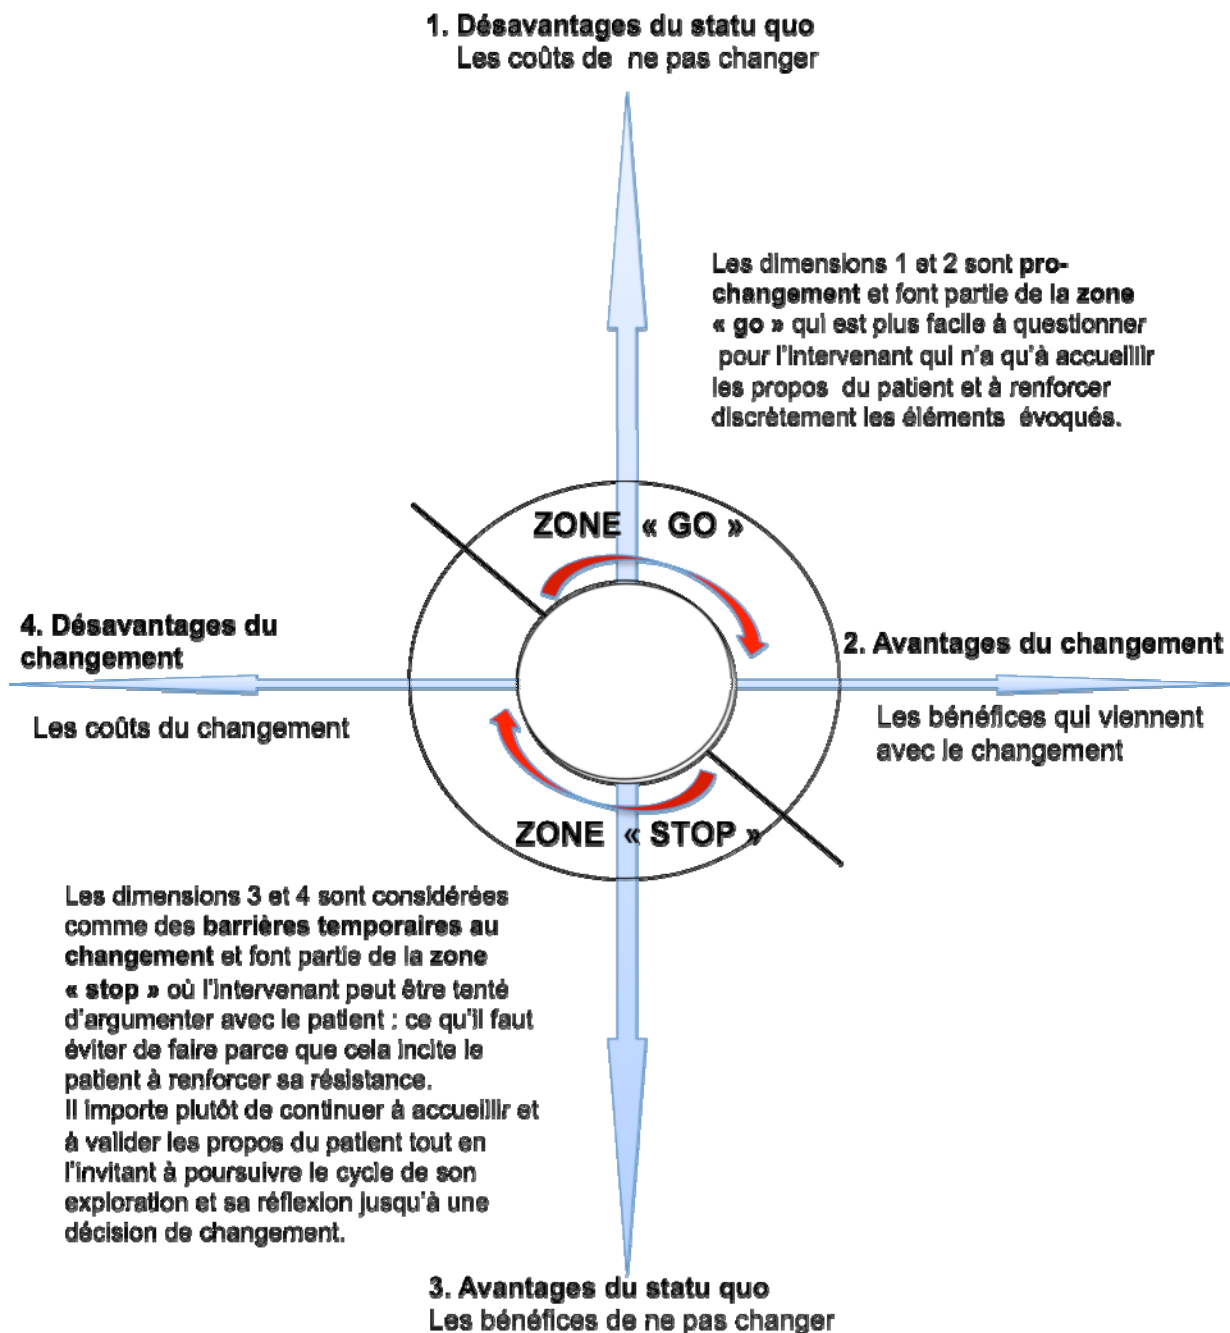 1. Désavantages du statu quo
Les coûts de ne pas changer
Les dimensions 1 et 2 sont pro-
changement et font partie de la zone
« go » qui est plus facile à questionner
pour l'intervenant qui n'a qu'à accueillir
les propos du patient et à renforcer
discrètement les éléments évoqués.
ZONE « GO »
4. Désavantages du
changement
Les coûts du changement
2. Avantages du changement
Les bénéfices qui viennent
avec le changement
ZONE « STOP »
Les dimensions 3 et 4 sont considérées
comme des barrières temporaires au
changement et font partie de la zone
« stop » où l'intervenant peut être tenté
d'argumenter avec le patient : ce qu'il faut
éviter de faire parce que cela incite le
patient à renforcer sa résistance.
Il importe plutôt de continuer à accueillir et
à valider les propos du patient tout en
l'invitant à poursuivre le cycle de son
exploration et sa réflexion jusqu'à une
décision de changement.
3. Avantages du statu quo
Les bénéfices de ne pas changer